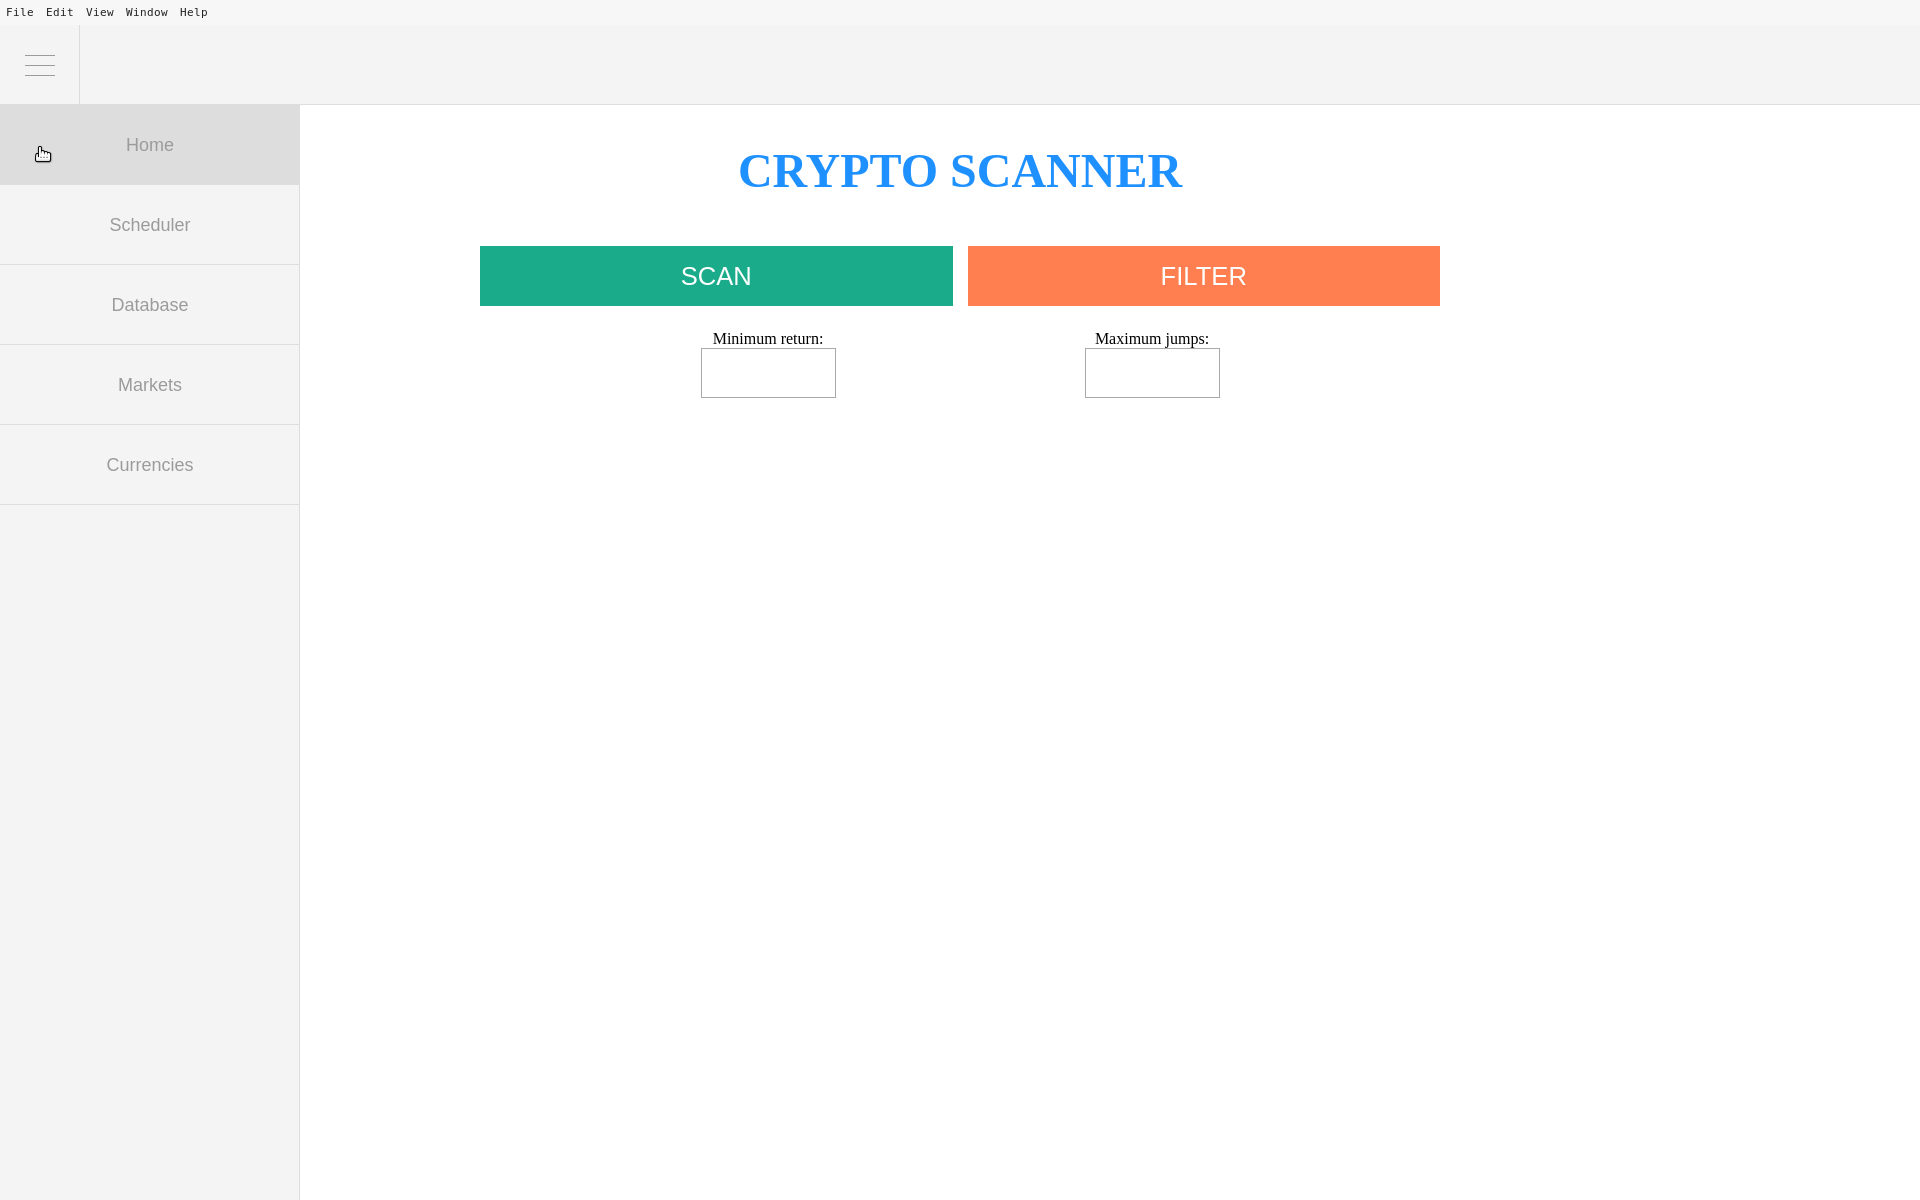 File Edit View Window Help
Home
Scheduler
Database
Markets
Currencies
CRYPTO SCANNER
SCAN FILTER
Minimum return: Maximum jumps: